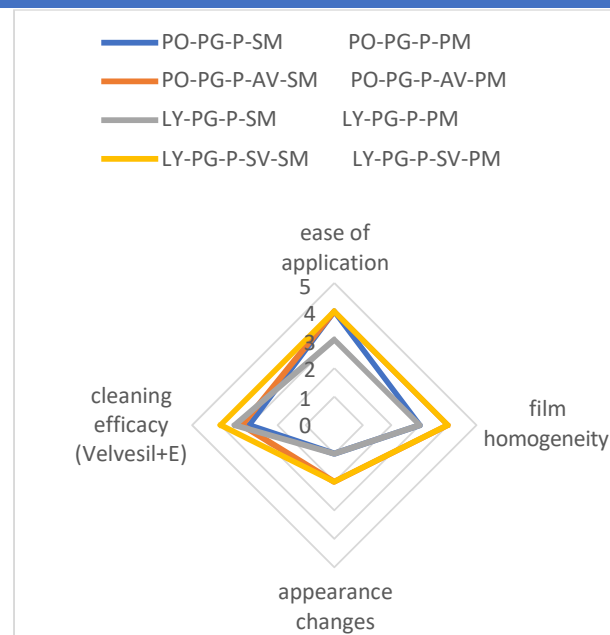 PO-PG-P-SM PO-PG-P-PM
PO-PG-P-AV-SM PO-PG-P-AV-PM
LY-PG-P-SM LY-PG-P-PM
LY-PG-P-SV-SM LY-PG-P-SV-PM
ease of
application
5
4
3
2
1
0
cleaning
efficacy
(Velvesil+E)
film
homogeneity
appearance
changes